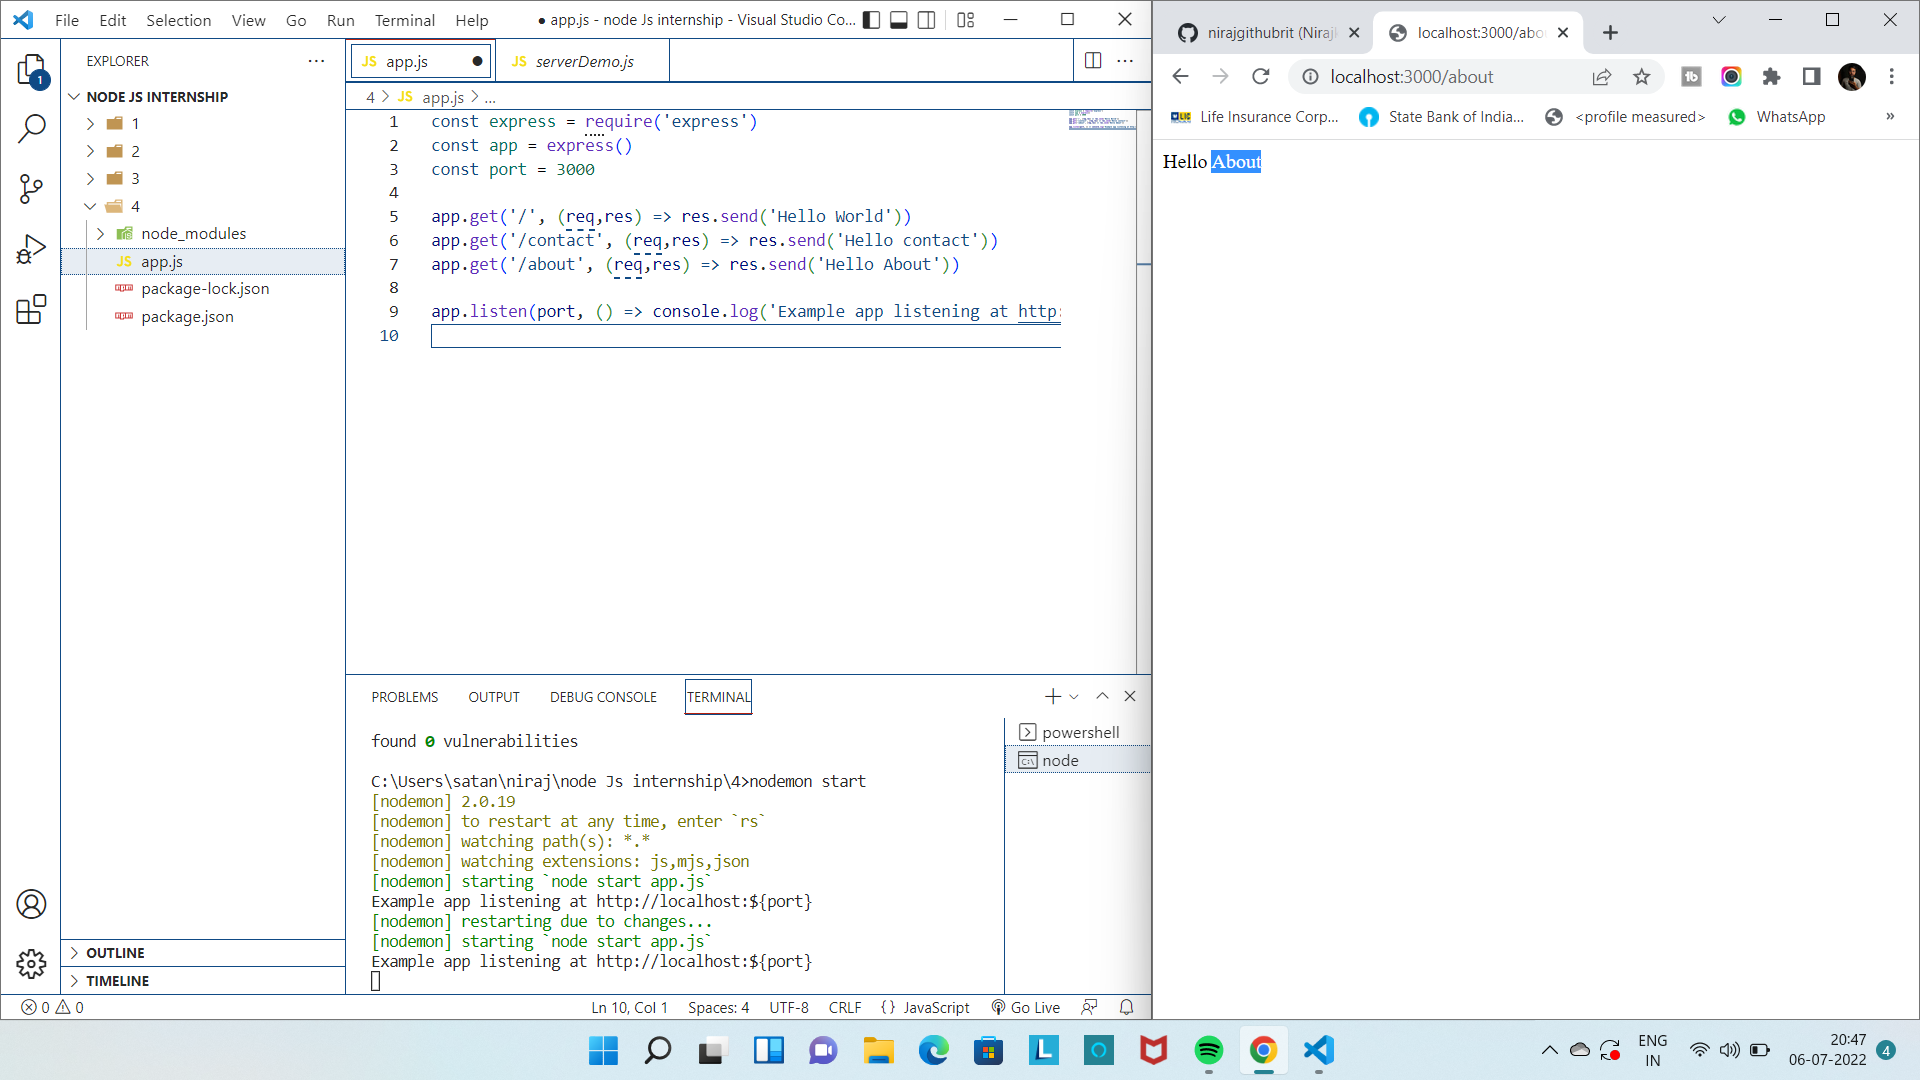 File Edit Selection View Go Run Terminal Help
● app.js - node Js internship - Visual Studio Co...
EXPLORER
NODE JS INTERNSHIP
1
2
3
4
node_modules
JS app.js
package-lock.json
package.json
OUTLINE
TIMELINE
1
JS app.js ●
JS serverDemo.js
4 > JS app.js > ...
1 const express = require('express')
2 const app = express()
3 const port = 3000
4
5 app.get('/', (req,res) => res.send('Hello World'))
6 app.get('/contact', (req,res) => res.send('Hello contact'))
7 app.get('/about', (req,res) => res.send('Hello About'))
8
9 app.listen(port, () => console.log('Example app listening at http:
10
PROBLEMS OUTPUT DEBUG CONSOLE TERMINAL
found 0 vulnerabilities
C:\Users\satan\niraj\node Js internship\4>nodemon start
[nodemon] 2.0.19
[nodemon] to restart at any time, enter `rs`
[nodemon] watching path(s): *.*
[nodemon] watching extensions: js,mjs,json
[nodemon] starting `node start app.js`
Example app listening at http://localhost:${port}
[nodemon] restarting due to changes...
[nodemon] starting `node start app.js`
Example app listening at http://localhost:${port}
powershell
node
0 0
Ln 10, Col 1 Spaces: 4 UTF-8 CRLF {} JavaScript Go Live
nirajgithubrit (Niraj
localhost:3000/abo
localhost:3000/about
Life Insurance Corp... State Bank of India... <profile measured> WhatsApp »
Hello About
ENG
IN
20:47
06-07-2022
4